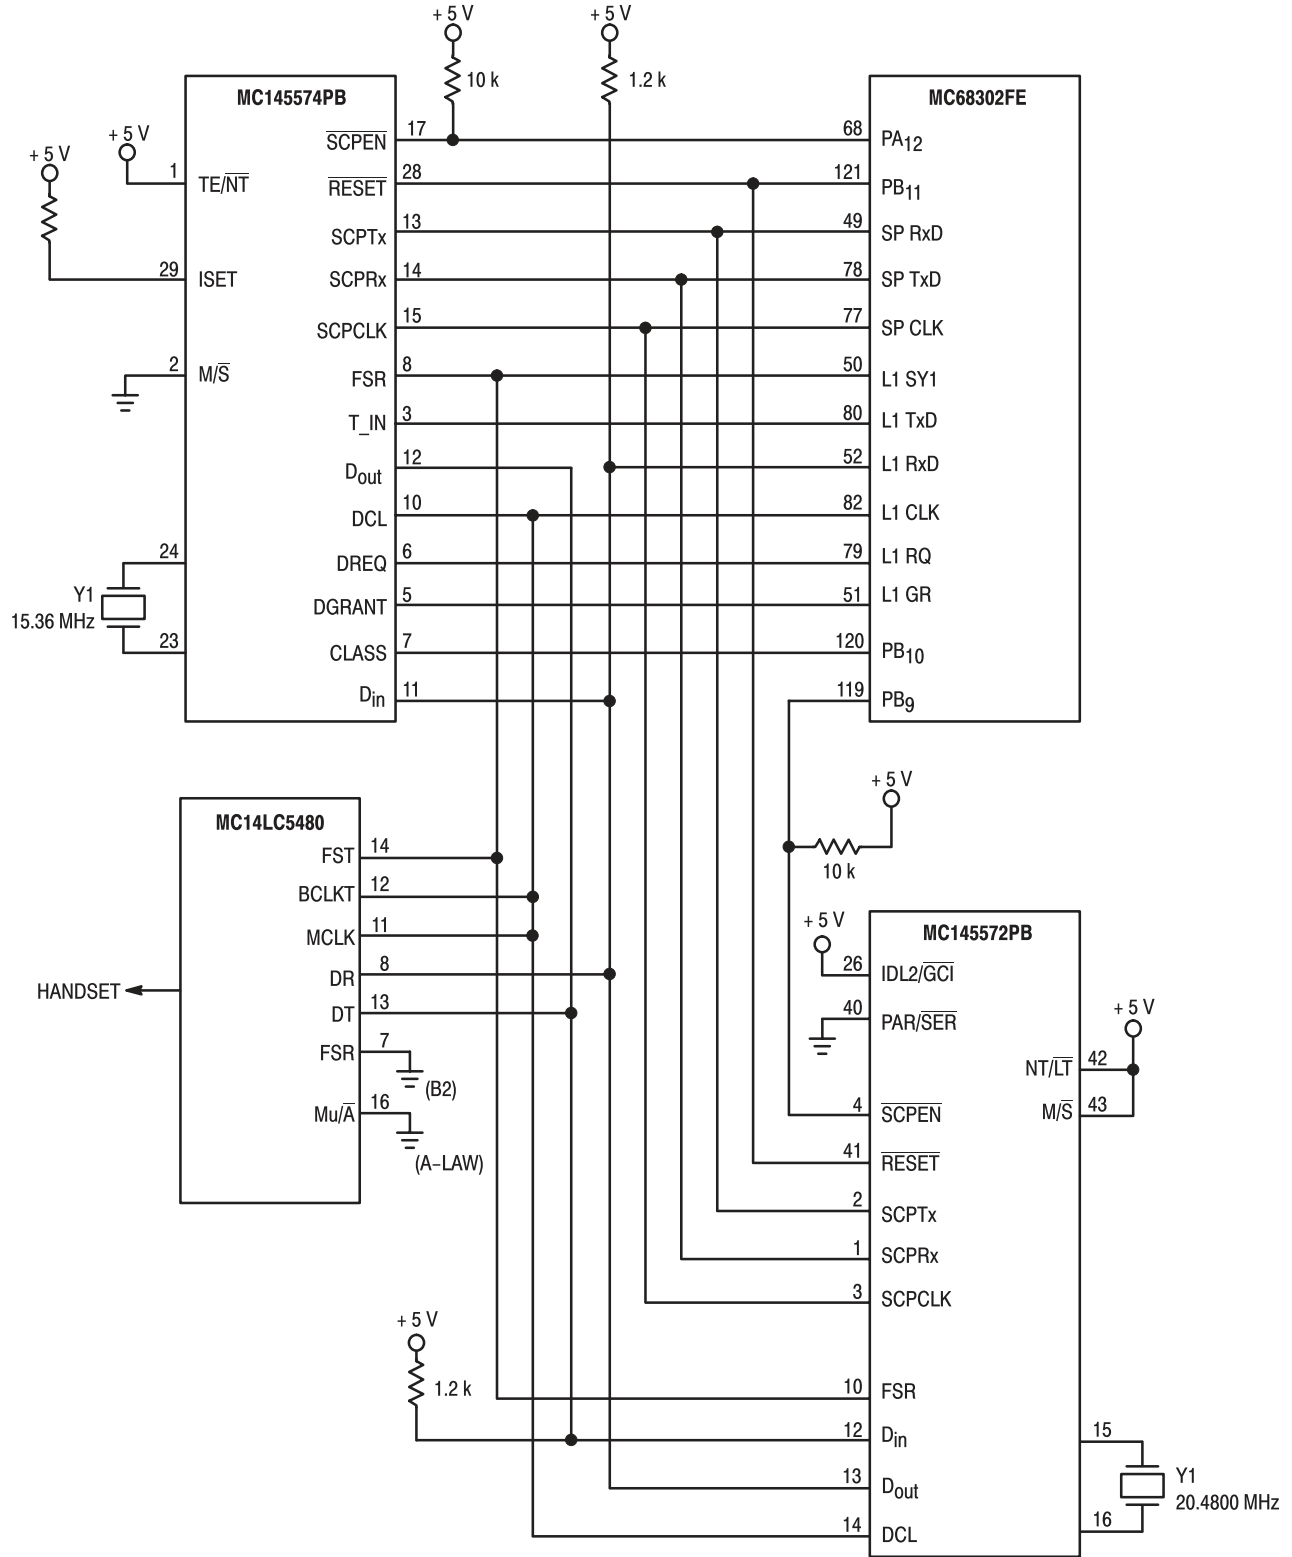 + 5 V
+ 5 V
10 k
1.2 k
MC145574PB
MC68302FE
+ 5 V
+ 5 V
1 TE/NT
29 ISET
2 M/S
24
Y1
15.36 MHz
23
SCPEN 17
RESET 28
SCPTx 13
SCPRx 14
SCPCLK 15
FSR 8
T_IN 3
Dout 12
DCL 10
DREQ 6
DGRANT 5
CLASS 7
Din 11
68 PA12
121 PB11
49 SP RxD
78 SP TxD
77 SP CLK
50 L1 SY1
80 L1 TxD
52 L1 RxD
82 L1 CLK
79 L1 RQ
51 L1 GR
120 PB10
119 PB9
+ 5 V
10 k
MC14LC5480
FST 14
BCLKT 12
MCLK 11
DR 8
DT 13
FSR 7
(B2)
Mu/A 16
(A–LAW)
HANDSET
MC145572PB
+ 5 V
26 IDL2/GCI
40 PAR/SER
+ 5 V
NT/LT 42
M/S 43
4 SCPEN
41 RESET
2 SCPTx
1 SCPRx
3 SCPCLK
+ 5 V
1.2 k
10 FSR
12 Din
13 Dout
14 DCL
15
Y1
20.4800 MHz
16